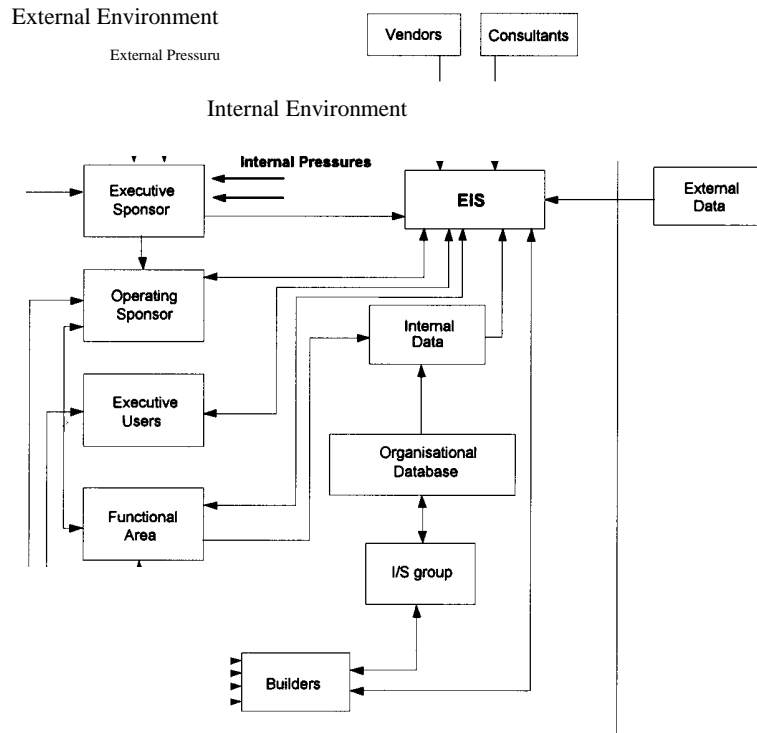 External Environment
Vendors
Consultants
External Pressuru
Internal Environment
Internal Pressures
Executive
Sponsor
EIS
External
Data
Operating
Sponsor
Internal
Data
Executive
Users
Organisational
Database
Functional
Area
I/S group
Builders